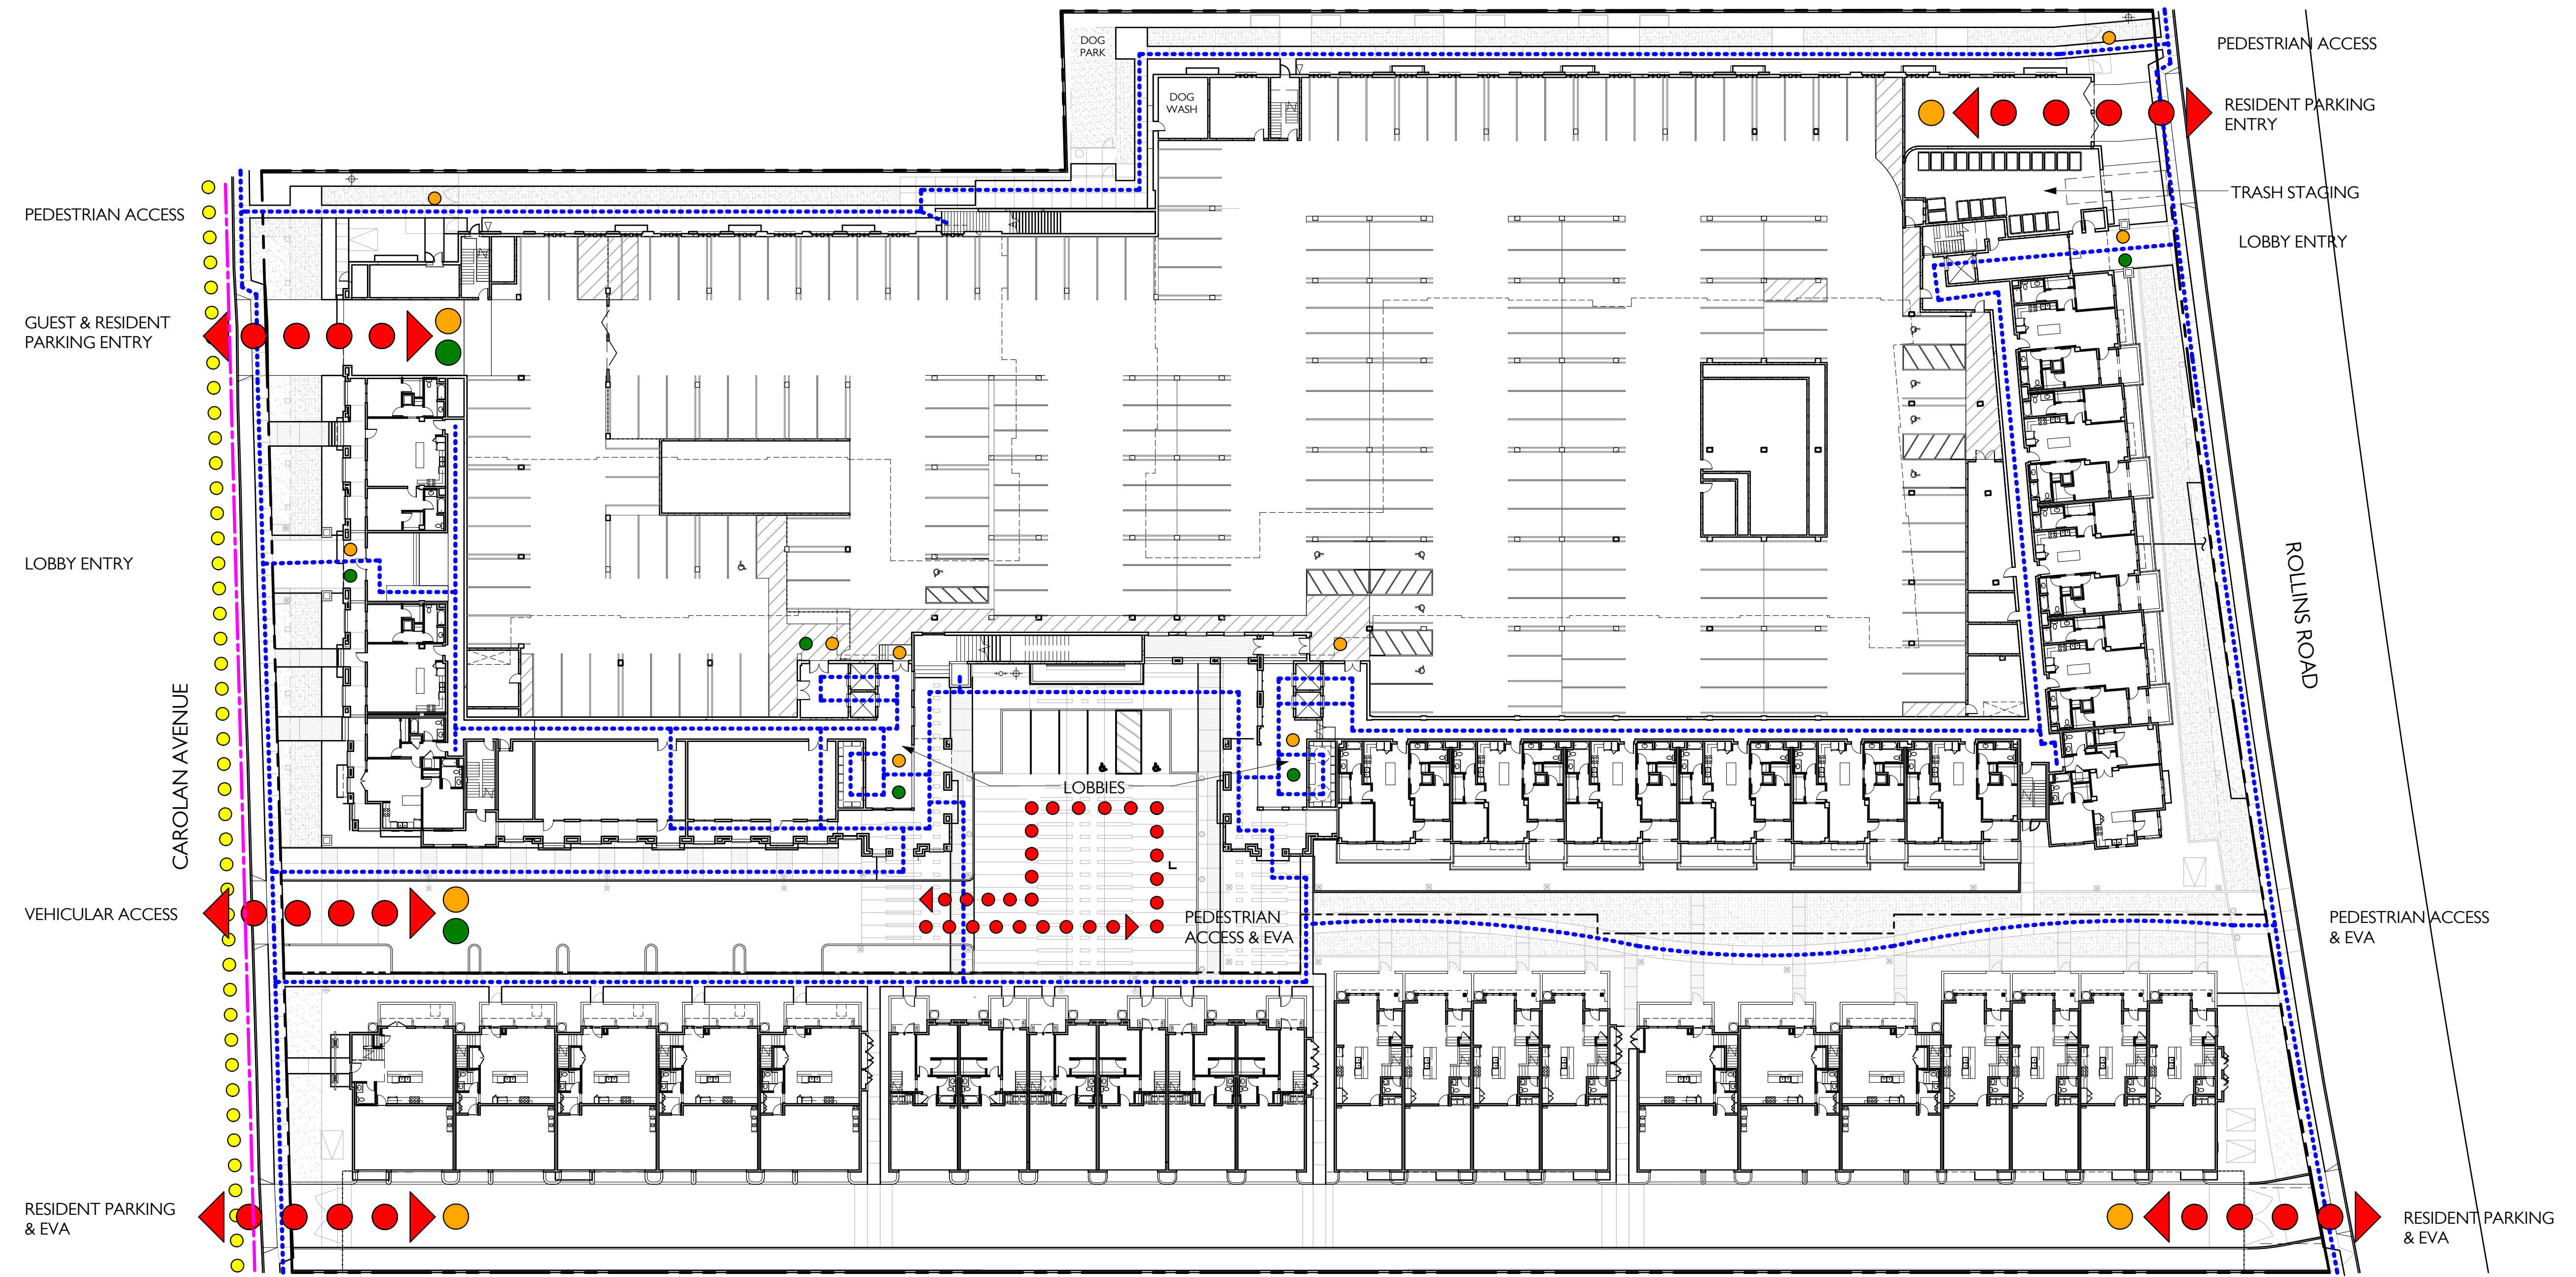 DOG
PARK
PEDESTRIAN ACCESS
DOG
WASH
RESIDENT PARKING
ENTRY
TRASH STAGING
PEDESTRIAN ACCESS
LOBBY ENTRY
GUEST & RESIDENT
PARKING ENTRY
LOBBY ENTRY
ROLLINS ROAD
CAROLAN AVENUE
LOBBIES
VEHICULAR ACCESS
PEDESTRIAN
ACCESS & EVA
PEDESTRIAN ACCESS
& EVA
RESIDENT PARKING
& EVA
RESIDENT PARKING
& EVA